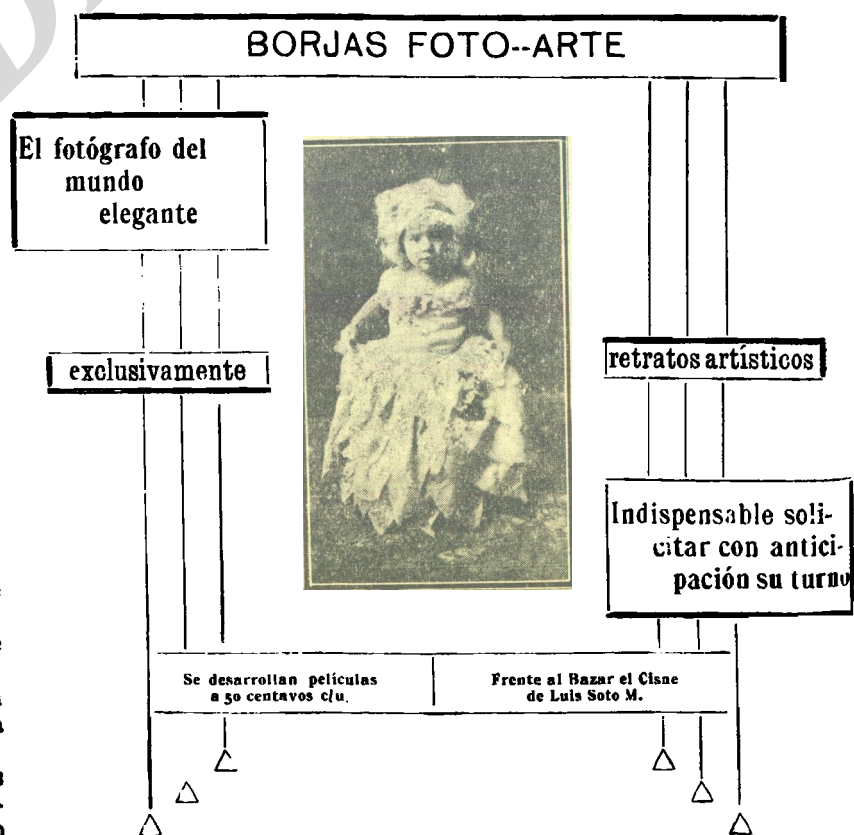 BORJAS FOTO--ARTE
El fotógrafo del
mundo
elegante
exclusivamente
retratos artísticos
Indispensable soli-
citar con antici-
pación su turno
Se desarrollan películas
a 50 centavos c/u.
Frente al Bazar el Cisne
de Luis Soto M.